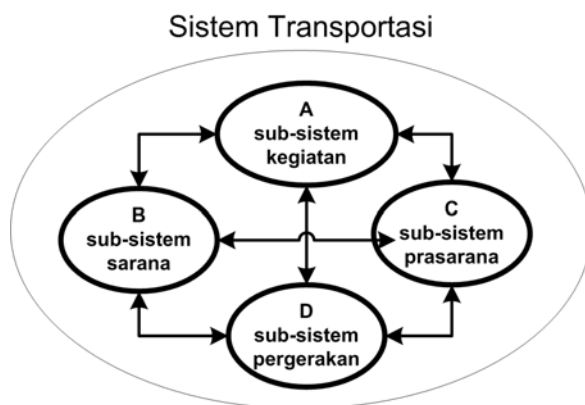 Sistem Transportasi
A
sub-sistem
kegiatan
B
sub-sistem
sarana
C
sub-sistem
prasarana
D
sub-sistem
pergerakan